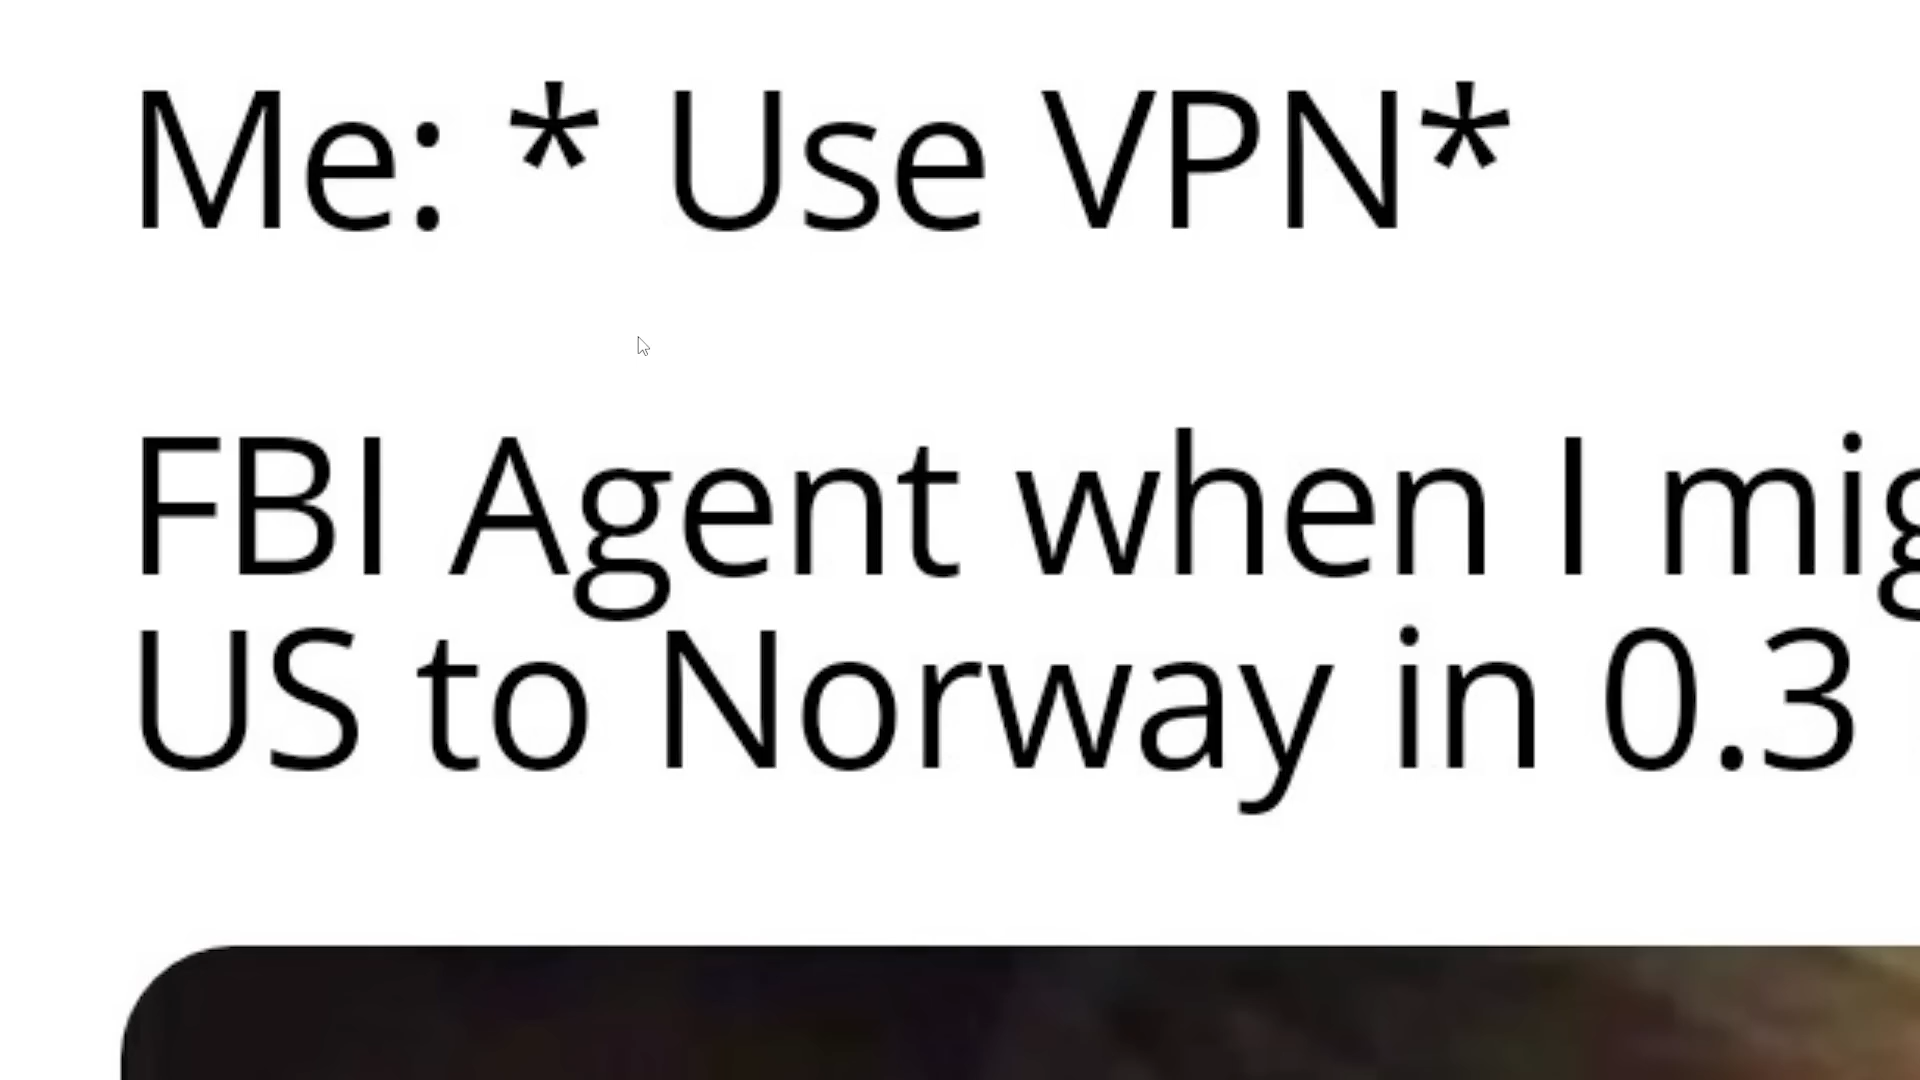 Me: * Use VPN*
FBI Agent when I mig
US to Norway in 0.3